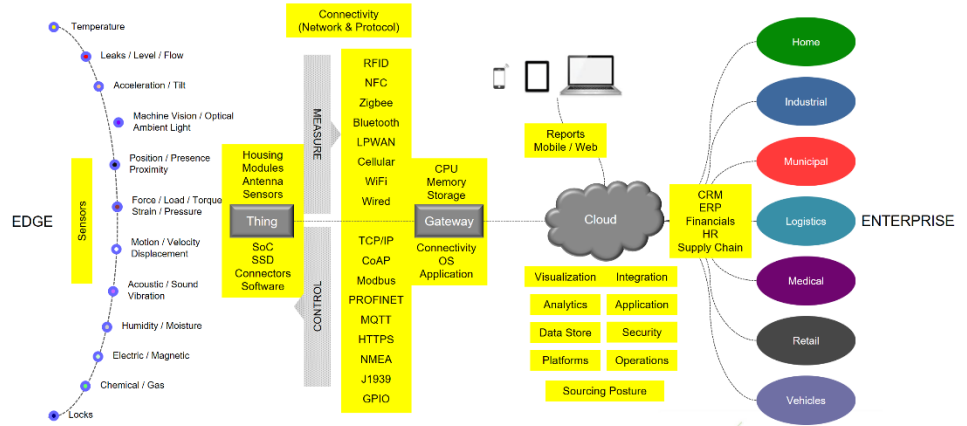 EDGE
Sensors
Temperature
Leaks / Level / Flow
Acceleration / Tilt
Machine Vision / Optical
Ambient Light
Position / Presence
Proximity
Force / Load / Torque
Strain / Pressure
Motion / Velocity
Displacement
Acoustic / Sound
Vibration
Humidity / Moisture
Electric / Magnetic
Chemical / Gas
Locks
Housing
Modules
Antenna
Sensors
Thing
SoC
SSD
Connectors
Software
MEASURE
CONTROL
Connectivity
(Network & Protocol)
RFID
NFC
Zigbee
Bluetooth
LPWAN
Cellular
WiFi
Wired
TCP/IP
CoAP
Modbus
PROFINET
MQTT
HTTPS
NMEA
J1939
GPIO
CPU
Memory
Storage
Gateway
Connectivity
OS
Application
Reports
Mobile / Web
Cloud
Visualization
Integration
Analytics
Application
Data Store
Security
Platforms
Operations
Sourcing Posture
CRM
ERP
Financials
HR
Supply Chain
Home
Industrial
Municipal
Logistics
Medical
Retail
Vehicles
ENTERPRISE